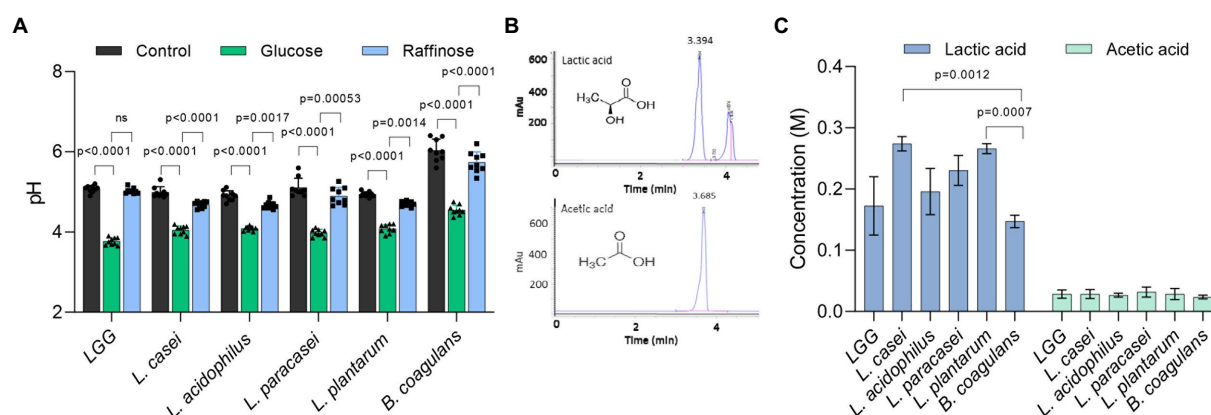 A
Control Glucose Raffinose
8
6
4
2
pH
p<0.0001
ns
p<0.0001
p<0.0001
p<0.0001
p=0.0017
p<0.0001
p=0.00053
p<0.0001
p=0.0014
p<0.0001
p<0.0001
LGG
L. casei
L. acidophilus
L. paracasei
L. plantarum
B. coagulans
B
3.394
Lactic acid
600
400
200
mAu
H₃C
O
OH
OH
0 2 4
Time (min)
3.685
Acetic acid
600
400
200
mAu
H₃C
O
OH
0 2 4
Time (min)
C
Lactic acid Acetic acid
0.4
0.3
0.2
0.1
0.0
Concentration (M)
p=0.0012
p=0.0007
LGG
L. casei
L. acidophilus
L. paracasei
L. plantarum
B. coagulans
LGG
L. casei
L. acidophilus
L. paracasei
L. plantarum
B. coagulans